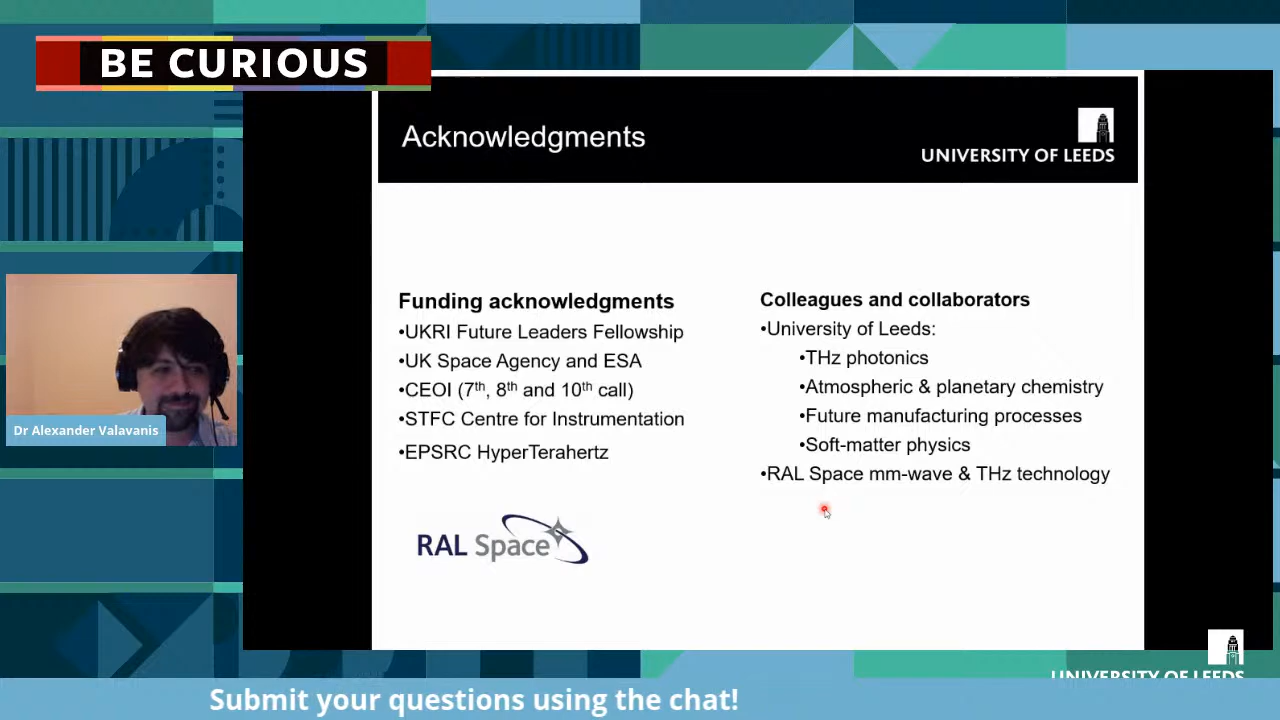 BE CURIOUS
Acknowledgments
UNIVERSITY OF LEEDS
Funding acknowledgments
•UKRI Future Leaders Fellowship
•UK Space Agency and ESA
•CEOI (7th, 8th and 10th call)
•STFC Centre for Instrumentation
•EPSRC HyperTerahertz
RAL Space
Colleagues and collaborators
•University of Leeds:
•THz photonics
•Atmospheric & planetary chemistry
•Future manufacturing processes
•Soft-matter physics
•RAL Space mm-wave & THz technology
Dr Alexander Valavanis
UNIVERSITY OF LEEDS
Submit your questions using the chat!